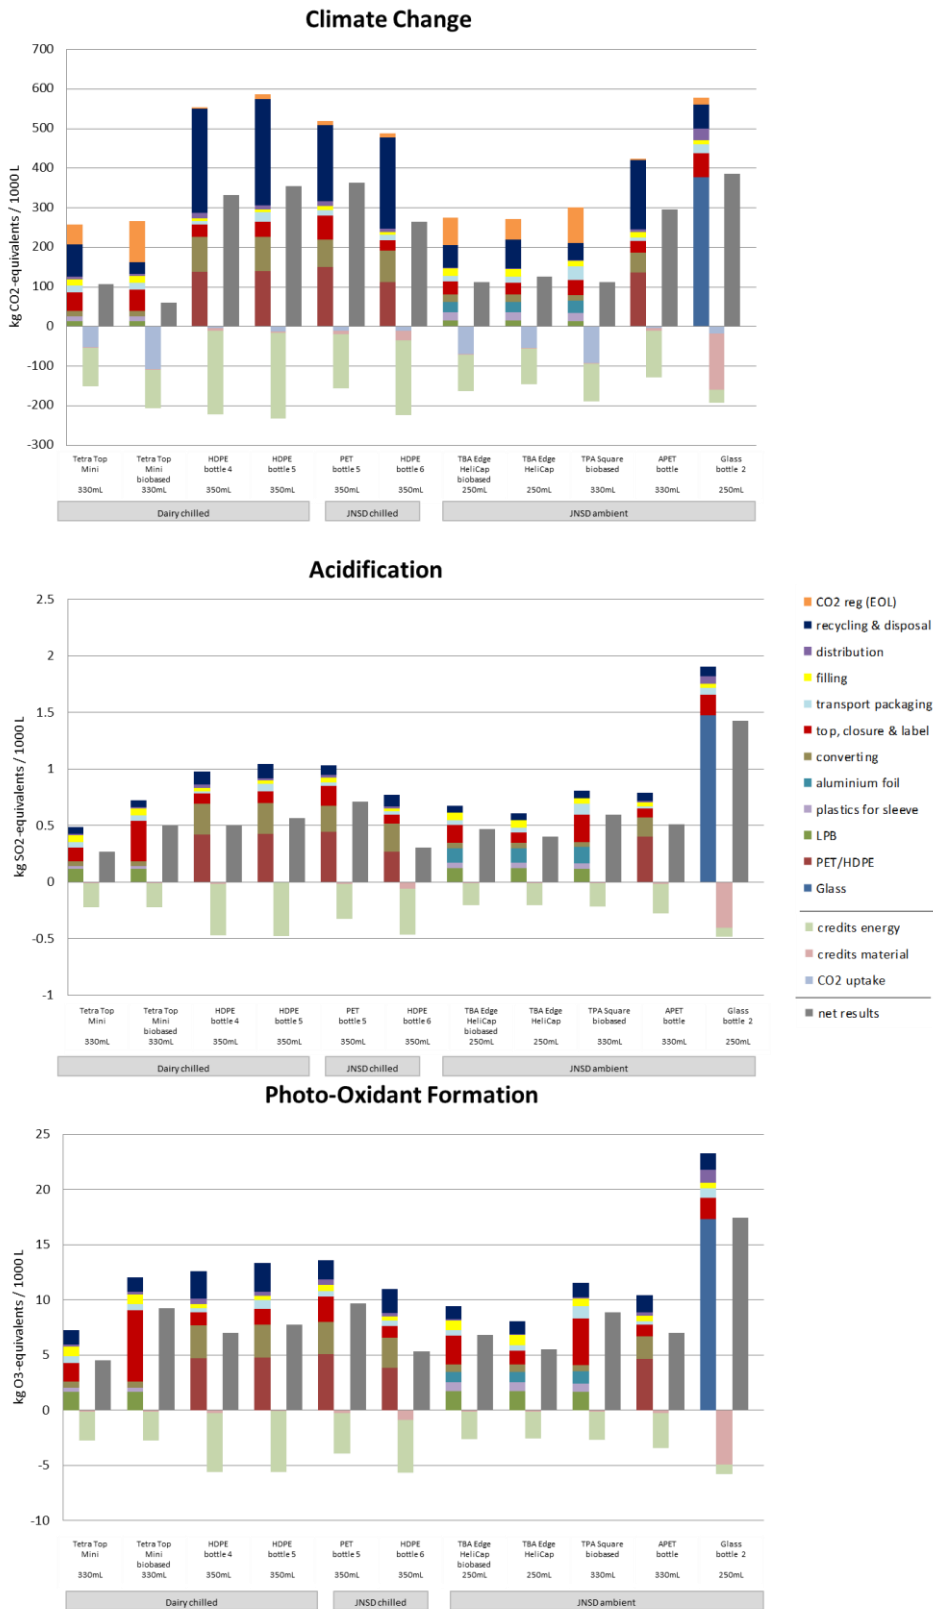 Climate Change
kg CO2-equivalents / 1000 L
700
600
500
400
300
200
100
0
-100
-200
-300
Tetra Top Mini 330mL
Tetra Top Mini biobased 330mL
HDPE bottle 4 350mL
HDPE bottle 5 350mL
PET bottle 5 350mL
HDPE bottle 6 350mL
TBA Edge HeliCap biobased 250mL
TBA Edge HeliCap 250mL
TPA Square biobased 330mL
APET bottle 330mL
Glass bottle 2 250mL
Dairy chilled
JNSD chilled
JNSD ambient
Acidification
kg SO2-equivalents / 1000 L
2.5
2
1.5
1
0.5
0
-0.5
-1
Tetra Top Mini 330mL
Tetra Top Mini biobased 330mL
HDPE bottle 4 350mL
HDPE bottle 5 350mL
PET bottle 5 350mL
HDPE bottle 6 350mL
TBA Edge HeliCap biobased 250mL
TBA Edge HeliCap 250mL
TPA Square biobased 330mL
APET bottle 330mL
Glass bottle 2 250mL
Dairy chilled
JNSD chilled
JNSD ambient
CO2 reg (EOL)
recycling & disposal
distribution
filling
transport packaging
top, closure & label
converting
aluminium foil
plastics for sleeve
LPB
PET/HDPE
Glass
credits energy
credits material
CO2 uptake
net results
Photo-Oxidant Formation
kg O3-equivalents / 1000 L
25
20
15
10
5
0
-5
-10
Tetra Top Mini 330mL
Tetra Top Mini biobased 330mL
HDPE bottle 4 350mL
HDPE bottle 5 350mL
PET bottle 5 350mL
HDPE bottle 6 350mL
TBA Edge HeliCap biobased 250mL
TBA Edge HeliCap 250mL
TPA Square biobased 330mL
APET bottle 330mL
Glass bottle 2 250mL
Dairy chilled
JNSD chilled
JNSD ambient